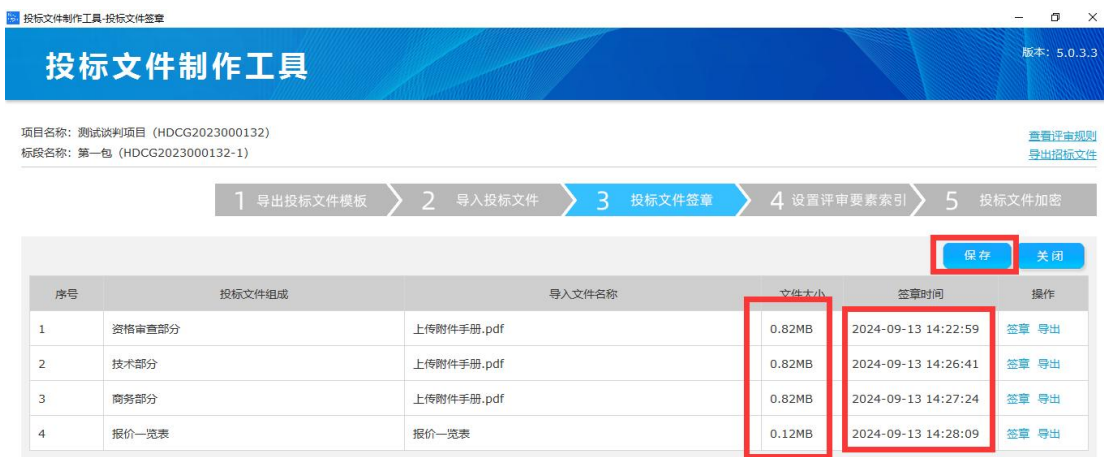 投标文件制作工具-投标文件签章
投标文件制作工具
版本: 5.0.3.3
项目名称: 测试谈判项目 (HDCG2023000132)
查看评审规则
标段名称: 第一包 (HDCG2023000132-1)
导出招标文件
1 导出投标文件模板 2 导入投标文件 3 投标文件签章 4 设置评审要素索引 5 投标文件加密
保存 关闭
序号 投标文件组成 导入文件名称 文件大小 签章时间 操作
1 资格审查部分 上传附件手册.pdf 0.82MB 2024-09-13 14:22:59 签章 导出
2 技术部分 上传附件手册.pdf 0.82MB 2024-09-13 14:26:41 签章 导出
3 商务部分 上传附件手册.pdf 0.82MB 2024-09-13 14:27:24 签章 导出
4 报价一览表 报价一览表 0.12MB 2024-09-13 14:28:09 签章 导出